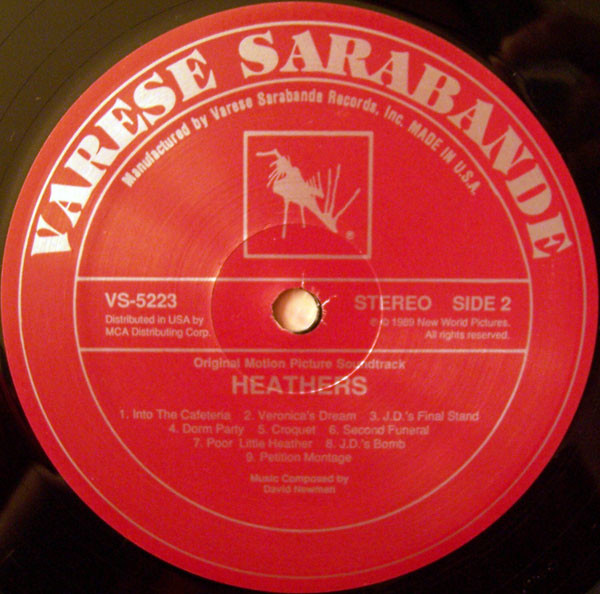 VARESE SARABANDE
Manufactured by Varese Sarabande Records, Inc. MADE IN U.S.A.
®
VS-5223
STEREO SIDE 2
Distributed in USA by
MCA Distributing Corp.
℗ © 1989 New World Pictures.
All rights reserved.
Original Motion Picture Soundtrack
HEATHERS
1. Into The Cafeteria 2. Veronica's Dream 3. J.D.'s Final Stand
4. Dorm Party 5. Croquet 6. Second Funeral
7. Poor Little Heather 8. J.D.'s Bomb
9. Petition Montage
Music Composed by
David Newman